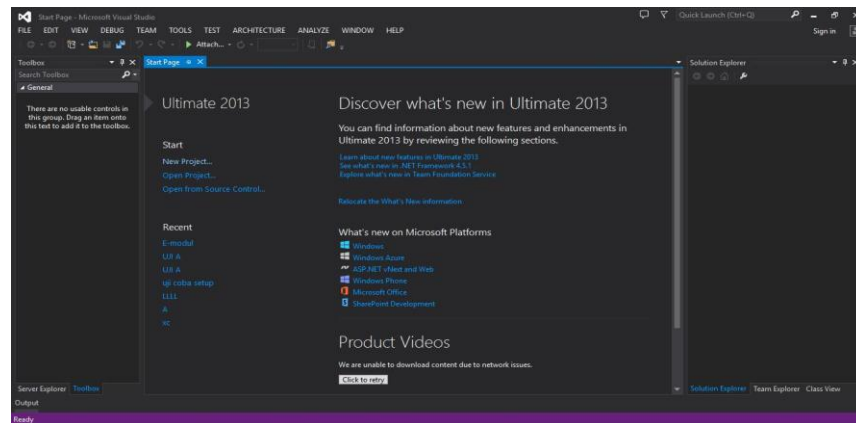 Start Page - Microsoft Visual Studio
Quick Launch (Ctrl+Q)
FILE EDIT VIEW DEBUG TEAM TOOLS TEST ARCHITECTURE ANALYZE WINDOW HELP
Sign in
Attach...
Toolbox
Search Toolbox
General
There are no usable controls in
this group. Drag an item onto
this text to add it to the toolbox.
Start Page
Ultimate 2013
Start
New Project...
Open Project...
Open from Source Control...
Recent
E-modul
UJI A
UJI A
uji coba setup
LLLL
A
xc
Discover what's new in Ultimate 2013
You can find information about new features and enhancements in
Ultimate 2013 by reviewing the following sections.
Learn about new features in Ultimate 2013
See what's new in .NET Framework 4.5.1
Explore what's new in Team Foundation Service
Relocate the What's New information
What's new on Microsoft Platforms
Windows
Windows Azure
ASP.NET vNext and Web
Windows Phone
Microsoft Office
SharePoint Development
Product Videos
We are unable to download content due to network issues.
Click to retry
Solution Explorer
Server Explorer Toolbox
Solution Explorer Team Explorer Class View
Output
Ready